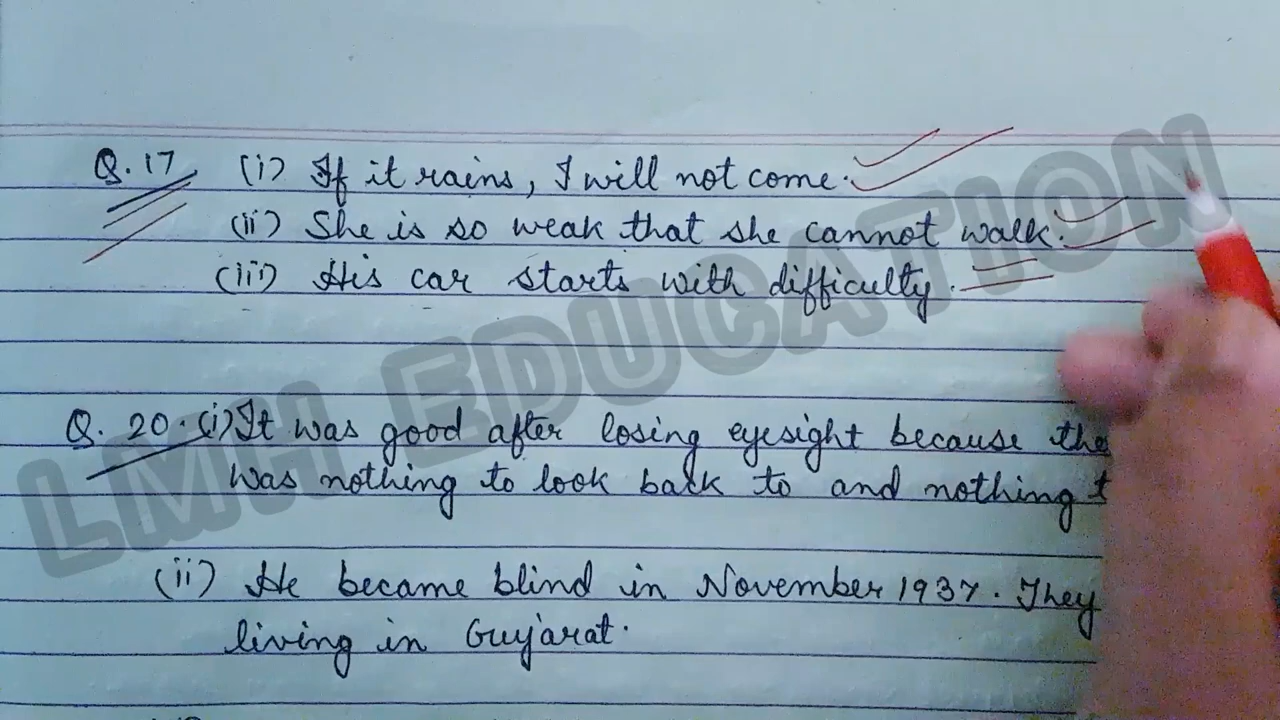 Q. 17 (i) If it rains, I will not come.
(ii) She is so weak that she cannot walk.
(iii) His car starts with difficulty.
LMH EDUCATION
Q. 20. (i) It was good after losing eyesight because
was nothing to look back to and nothing
(ii) He became blind in November 1937. They
living in Gujarat.